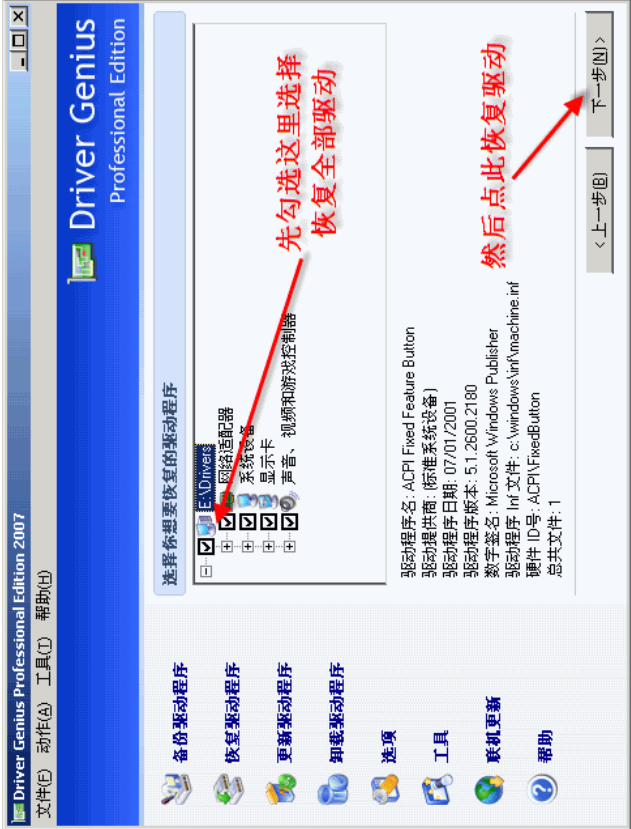 Driver Genius Professional Edition 2007
文件(F) 动作(A) 工具(T) 帮助(H)
Driver Genius
Professional Edition
备份驱动程序
恢复驱动程序
更新驱动程序
卸载驱动程序
选项
工具
联机更新
帮助
选择你想要恢复的驱动程序
E:\Drivers
网络适配器
系统设备
显示卡
声音、视频和游戏控制器
先勾选这里选择
恢复全部驱动
驱动程序名: ACPI Fixed Feature Button
驱动提供商: (标准系统设备)
驱动程序日期: 07/01/2001
驱动程序版本: 5.1.2600.2180
数字签名: Microsoft Windows Publisher
驱动程序 Inf 文件: c:\windows\inf\machine.inf
硬件 ID号: ACPI\FixedButton
总共文件: 1
然后点此恢复驱动
<上一步(B)
下一步(N)>